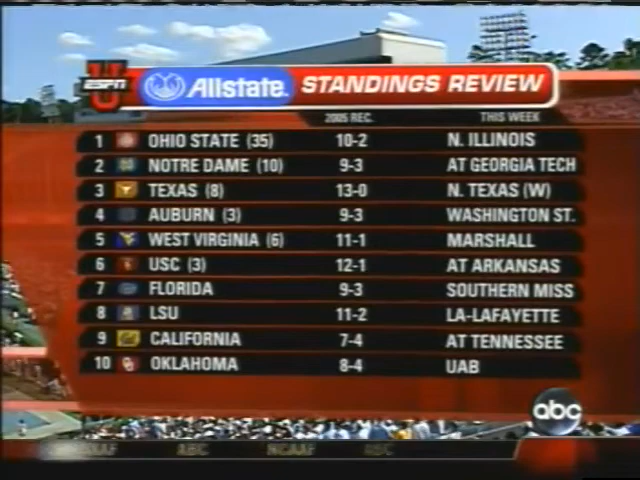 ESPN U Allstate. STANDINGS REVIEW
2005 REC. THIS WEEK
1 OHIO STATE (35) 10-2 N. ILLINOIS
2 NOTRE DAME (10) 9-3 AT GEORGIA TECH
3 TEXAS (8) 13-0 N. TEXAS (W)
4 AUBURN (3) 9-3 WASHINGTON ST.
5 WEST VIRGINIA (6) 11-1 MARSHALL
6 USC (3) 12-1 AT ARKANSAS
7 FLORIDA 9-3 SOUTHERN MISS
8 LSU 11-2 LA-LAFAYETTE
9 CALIFORNIA 7-4 AT TENNESSEE
10 OKLAHOMA 8-4 UAB
abc
ABC NCAAF ABC